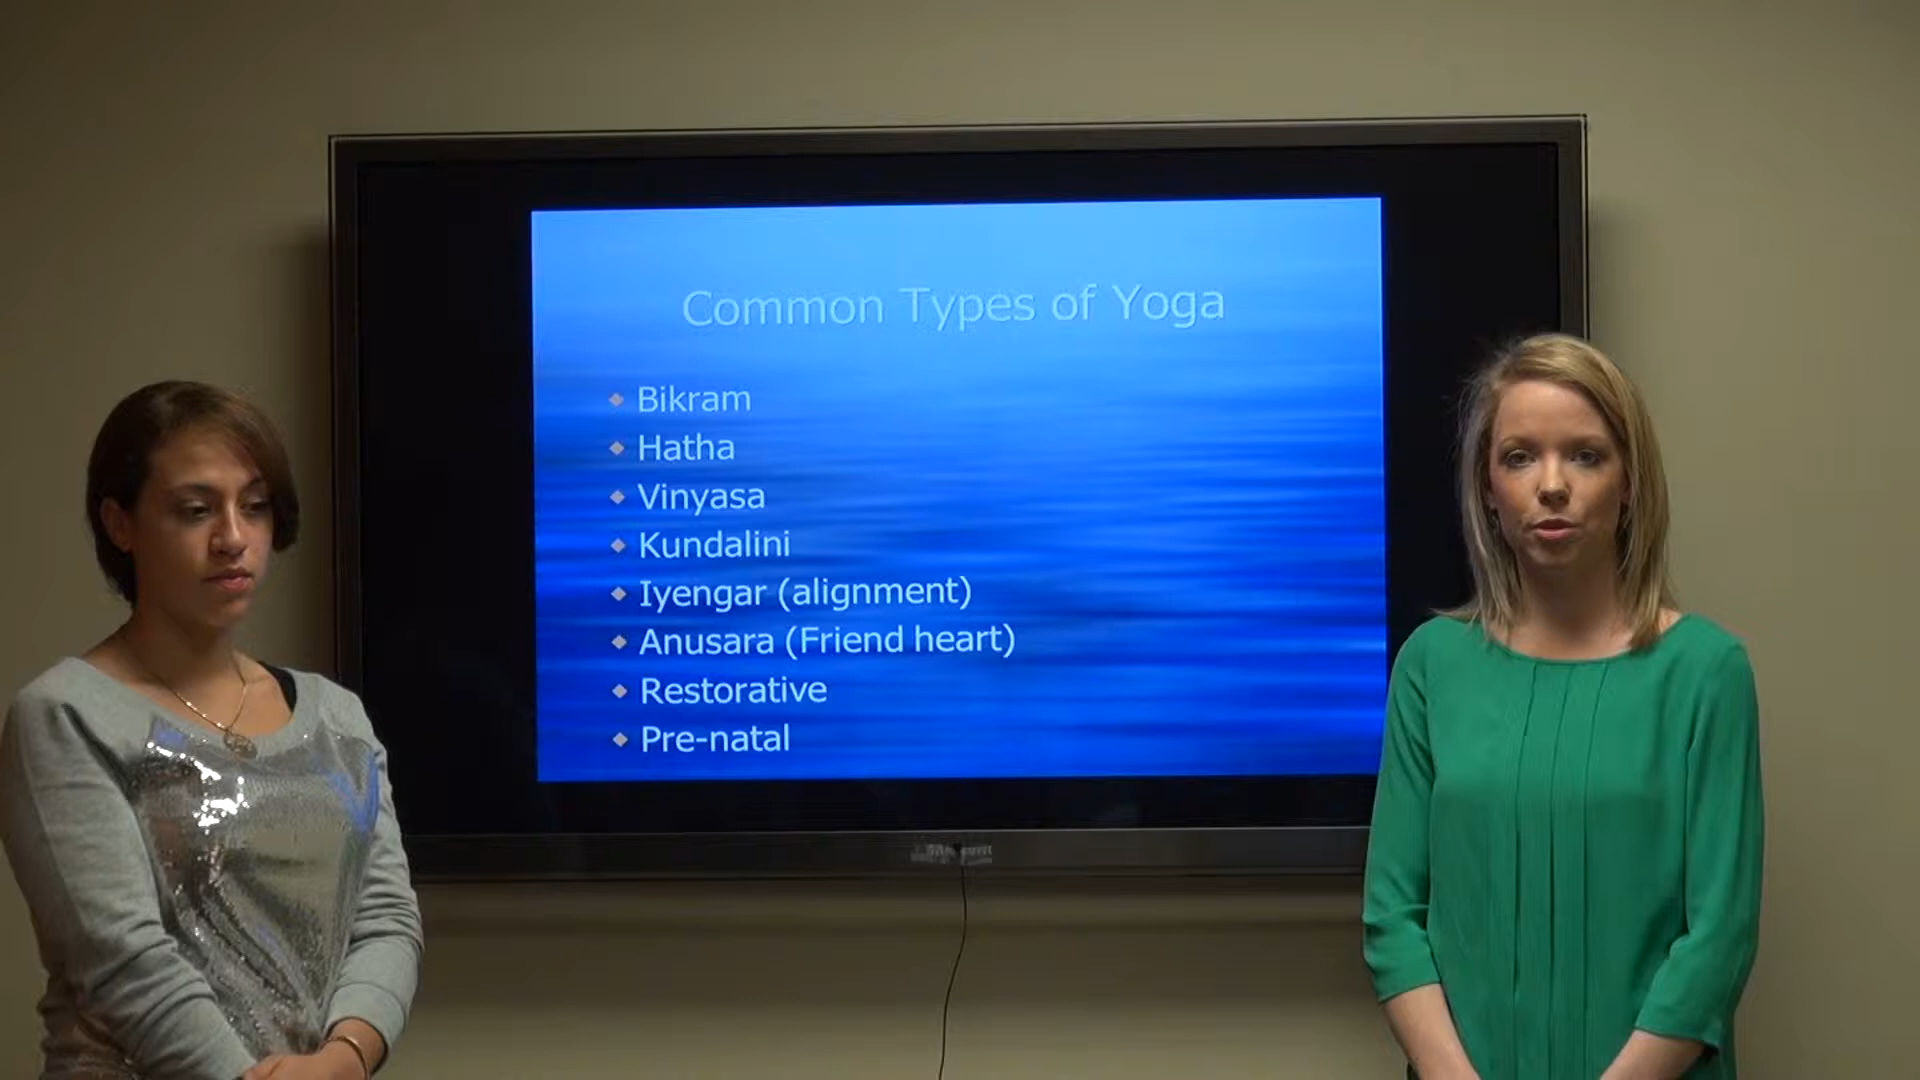 Common Types of Yoga
Bikram
Hatha
Vinyasa
Kundalini
Iyengar (alignment)
Anusara (Friend heart)
Restorative
Pre-natal